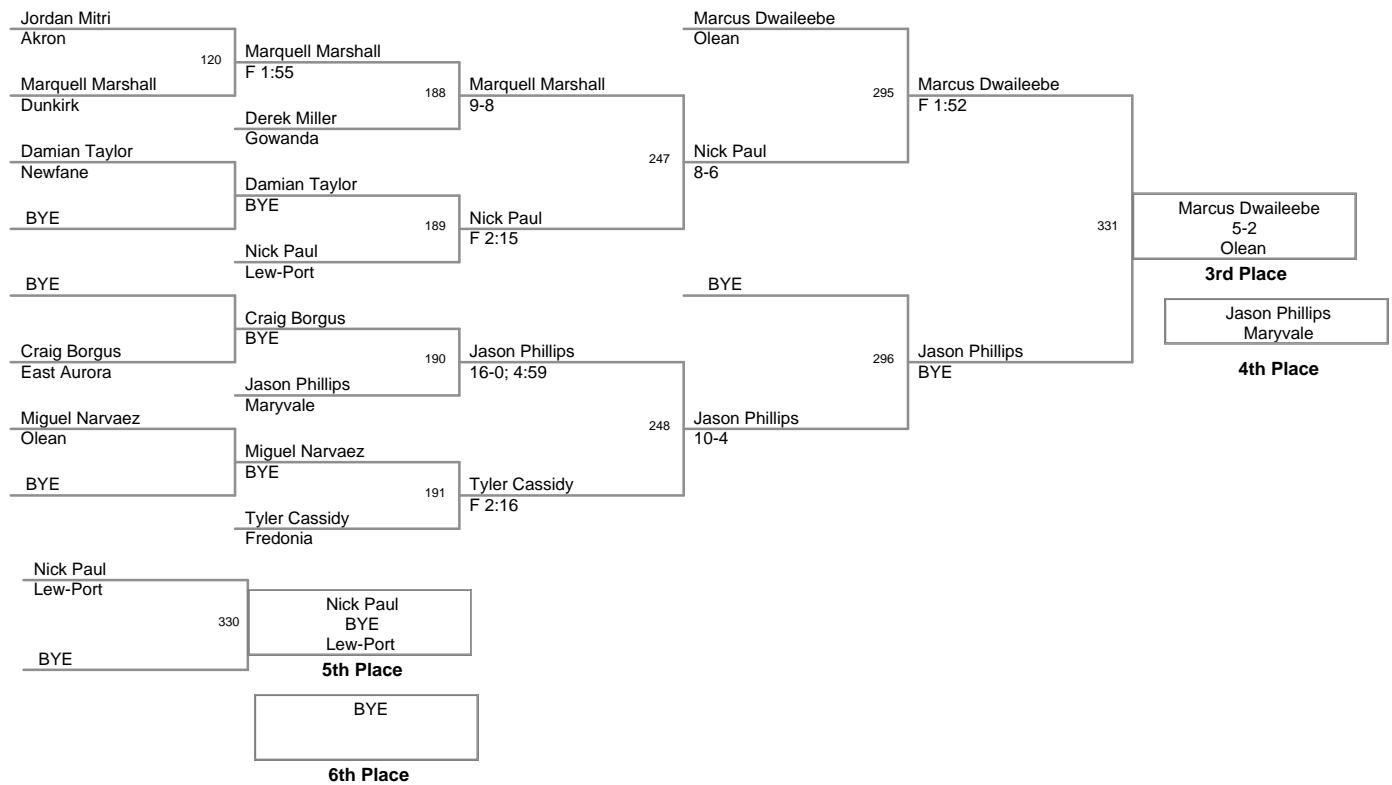 Jordan Mitri
Akron
120
Marquell Marshall
Dunkirk
Marquell Marshall
F 1:55
188
Derek Miller
Gowanda
Damian Taylor
Newfane
BYE
Damian Taylor
BYE
189
Nick Paul
Lew-Port
BYE
Craig Borgus
East Aurora
Craig Borgus
BYE
190
Jason Phillips
Maryvale
Miguel Narvaez
Olean
BYE
Miguel Narvaez
BYE
191
Tyler Cassidy
Fredonia
Marquell Marshall
9-8
247
Nick Paul
F 2:15
Jason Phillips
16-0; 4:59
248
Tyler Cassidy
F 2:16
Marcus Dwaileebe
Olean
295
Nick Paul
8-6
BYE
296
Jason Phillips
10-4
Marcus Dwaileebe
F 1:52
331
Jason Phillips
BYE
Marcus Dwaileebe
5-2
Olean
3rd Place
Jason Phillips
Maryvale
4th Place
Nick Paul
Lew-Port
330
BYE
Nick Paul
BYE
Lew-Port
5th Place
BYE
6th Place